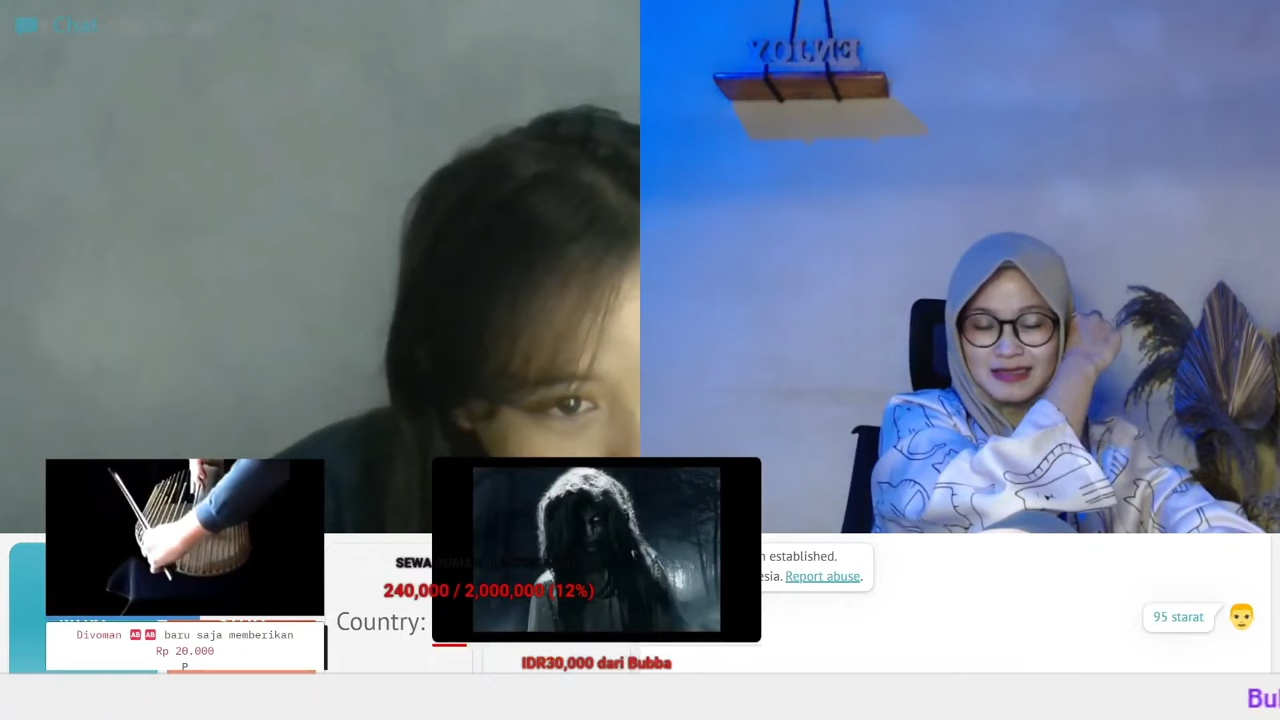 Chat
ENJOY
n established.
esia. Report abuse.
SEWA
240,000 / 2,000,000 (12%)
95 starat
Country:
Divoman 🆎🆎 baru saja memberikan
Rp 20.000
P
IDR30,000 dari Bubba
Bu